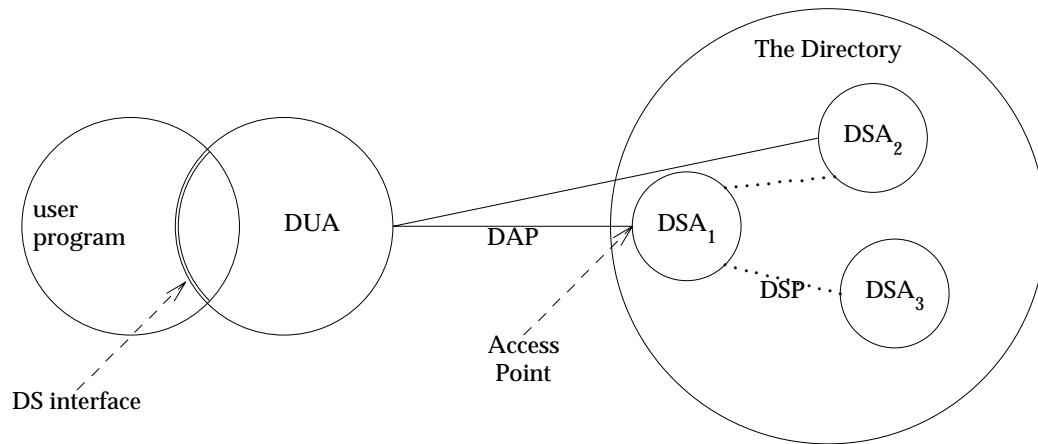 The Directory
DSA2
user
program
DUA
DAP
DSA1
DSP
DSA3
Access
Point
DS interface